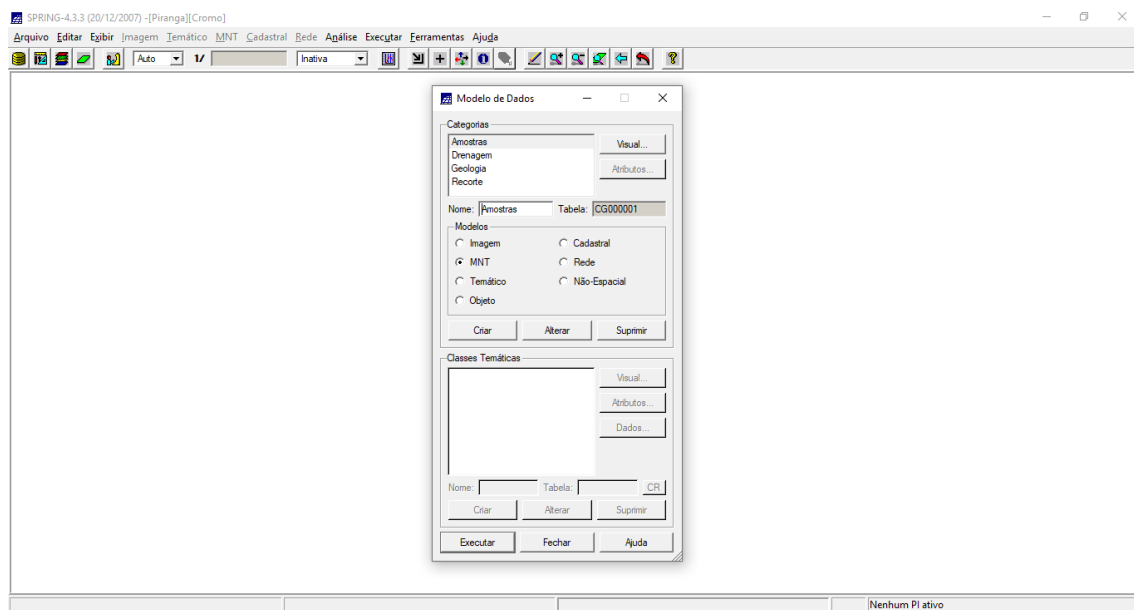 SPRING-4.3.3 (20/12/2007) -[Piranga][Cromo]
Arquivo Editar Exibir Imagem Temático MNT Cadastral Rede Análise Executar Ferramentas Ajuda
Auto 1/ Inativa
Modelo de Dados
Categorias
Amostras
Visual...
Drenagem
Geologia
Atributos...
Recorte
Nome: Amostras Tabela: CG000001
Modelos
Imagem Cadastral
MNT Rede
Temático Não-Espacial
Objeto
Criar Alterar Suprimir
Classes Temáticas
Visual...
Atributos...
Dados...
Nome: Tabela: CR
Criar Alterar Suprimir
Executar Fechar Ajuda
Nenhum PI ativo